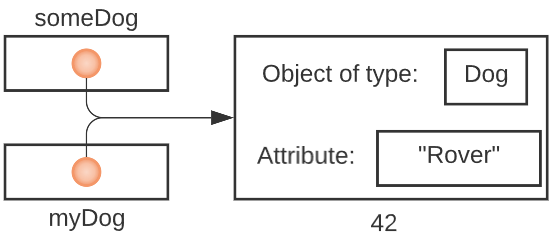 someDog
Object of type: Dog
Attribute: "Rover"
myDog
42